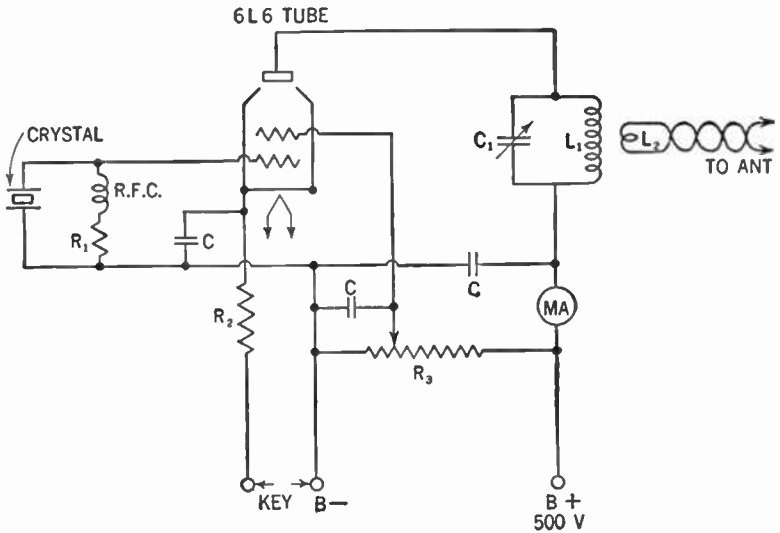 6L6 TUBE
CRYSTAL
R.F.C.
R₁
C
R₂
C
R₃
C
C₁
L₁
L₂
TO ANT
MA
KEY
B−
B+
500 V